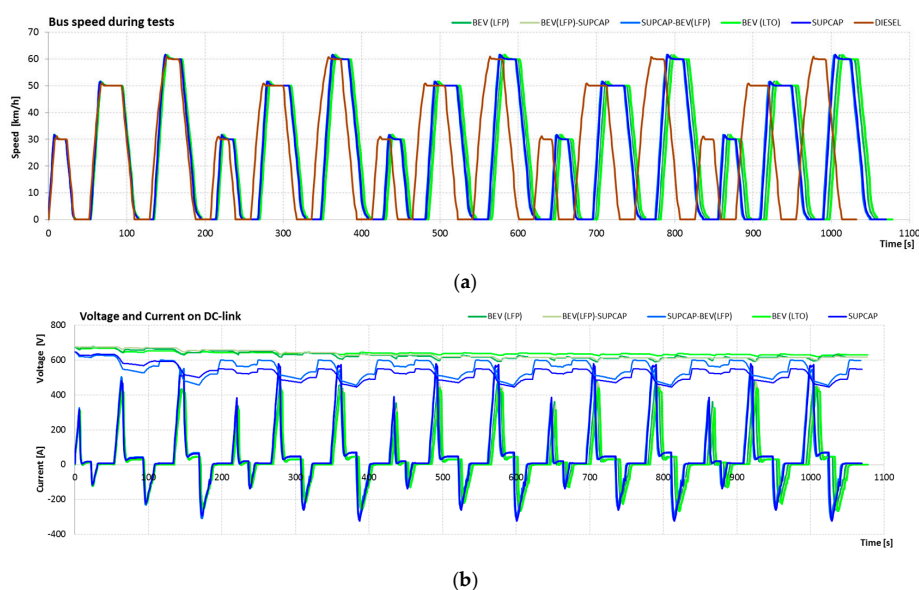 Bus speed during tests
BEV (LFP) BEV(LFP)-SUPCAP SUPCAP-BEV(LFP) BEV (LTO) SUPCAP DIESEL
70
60
50
40
30
20
10
0
Speed [km/h]
0 100 200 300 400 500 600 700 800 900 1000 1100
Time [s]
(a)
Voltage and Current on DC-link
BEV (LFP) BEV(LFP)-SUPCAP SUPCAP-BEV(LFP) BEV (LTO) SUPCAP
800
600
400
200
0
-200
-400
Voltage [V]
Current [A]
0 100 200 300 400 500 600 700 800 900 1000 1100
Time [s]
(b)